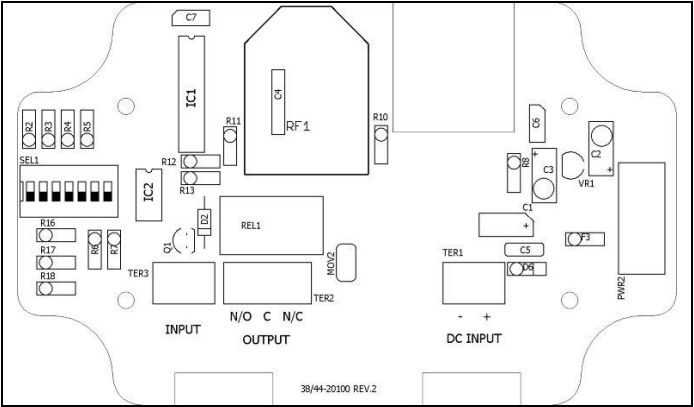 C7
IC1
C4
RF1
R11
R10
C6
C2
R2
R3
R4
R5
SEL1
R12
R13
IC2
R8
C3
VR1
+
+
C1
+
R16
R6
R7
R17
R18
Q1
D2
REL1
MOV2
C5
F3
D6
PWR2
TER3
TER2
TER1
N/O C N/C
- +
INPUT
OUTPUT
DC INPUT
38/44-20100 REV.2